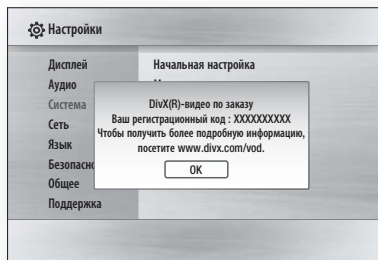 Настройки
Дисплей
Начальная настройка
Аудио
Система
Сеть
Язык
Общее
Поддержка
DivX(R)-видео по заказу
Ваш регистрационный код : XXXXXXXXXX
Чтобы получить более подробную информацию,
посетите www.divx.com/vod.
OK